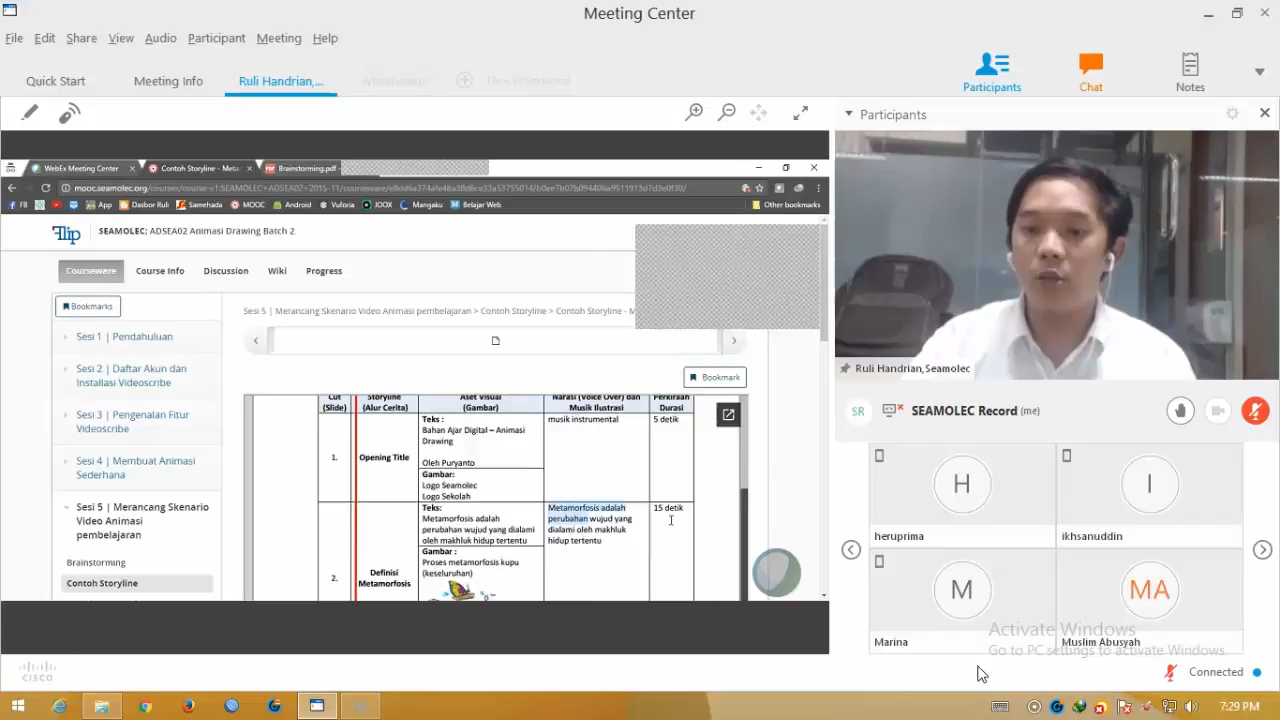 Meeting Center
File Edit Share View Audio Participant Meeting Help
Quick Start Meeting Info Ruli Handrian,... Whiteboard New Whiteboard
Participants Chat Notes
Participants
WebEx Meeting Center Contoh Storyline - Meta Brainstorming.pdf -
FB App Dasbor Ruli Samehada MOOC Android Vuforia JOOX Mangaku Belajar Web Other bookmarks
Flip SEAMOLEC: ADSEA02 Animasi Drawing Batch 2
Courseware Course Info Discussion Wiki Progress
Bookmarks
Sesi 5 | Merancang Skenario Video Animasi pembelajaran > Contoh Storyline > Contoh Storyline - M
Sesi 1 | Pendahuluan
Sesi 2 | Daftar Akun dan
Installasi Videoscribe
Sesi 3 | Pengenalan Fitur
Videoscribe
Sesi 4 | Membuat Animasi
Sederhana
Sesi 5 | Merancang Skenario
Video Animasi
pembelajaran
Brainstorming
Contoh Storyline
Bookmark
Cut
(Slide)
Storyline
(Alur Cerita)
Aset Visual
(Gambar)
Narasi (Voice Over) dan
Musik Ilustrasi
Perkiraan
Durasi
1.
Opening Title
Teks :
Bahan Ajar Digital – Animasi
Drawing
Oleh Puryanto
Gambar:
Logo Seamolec
Logo Sekolah
musik instrumental
5 detik
2.
Definisi
Metamorfosis
Teks:
Metamorfosis adalah
perubahan wujud yang dialami
oleh makhluk hidup tertentu
Gambar :
Proses metamorfosis kupu
(keseluruhan)
Metamorfosis adalah
perubahan wujud yang
dialami oleh makhluk
hidup tertentu
15 detik
Ruli Handrian,Seamolec
SR SEAMOLEC Record (me)
H
heruprima
I
ikhsanuddin
M
Marina
MA
Muslim Abusyah
Activate Windows
Go to PC settings to activate Windows.
cisco
Connected
7:29 PM